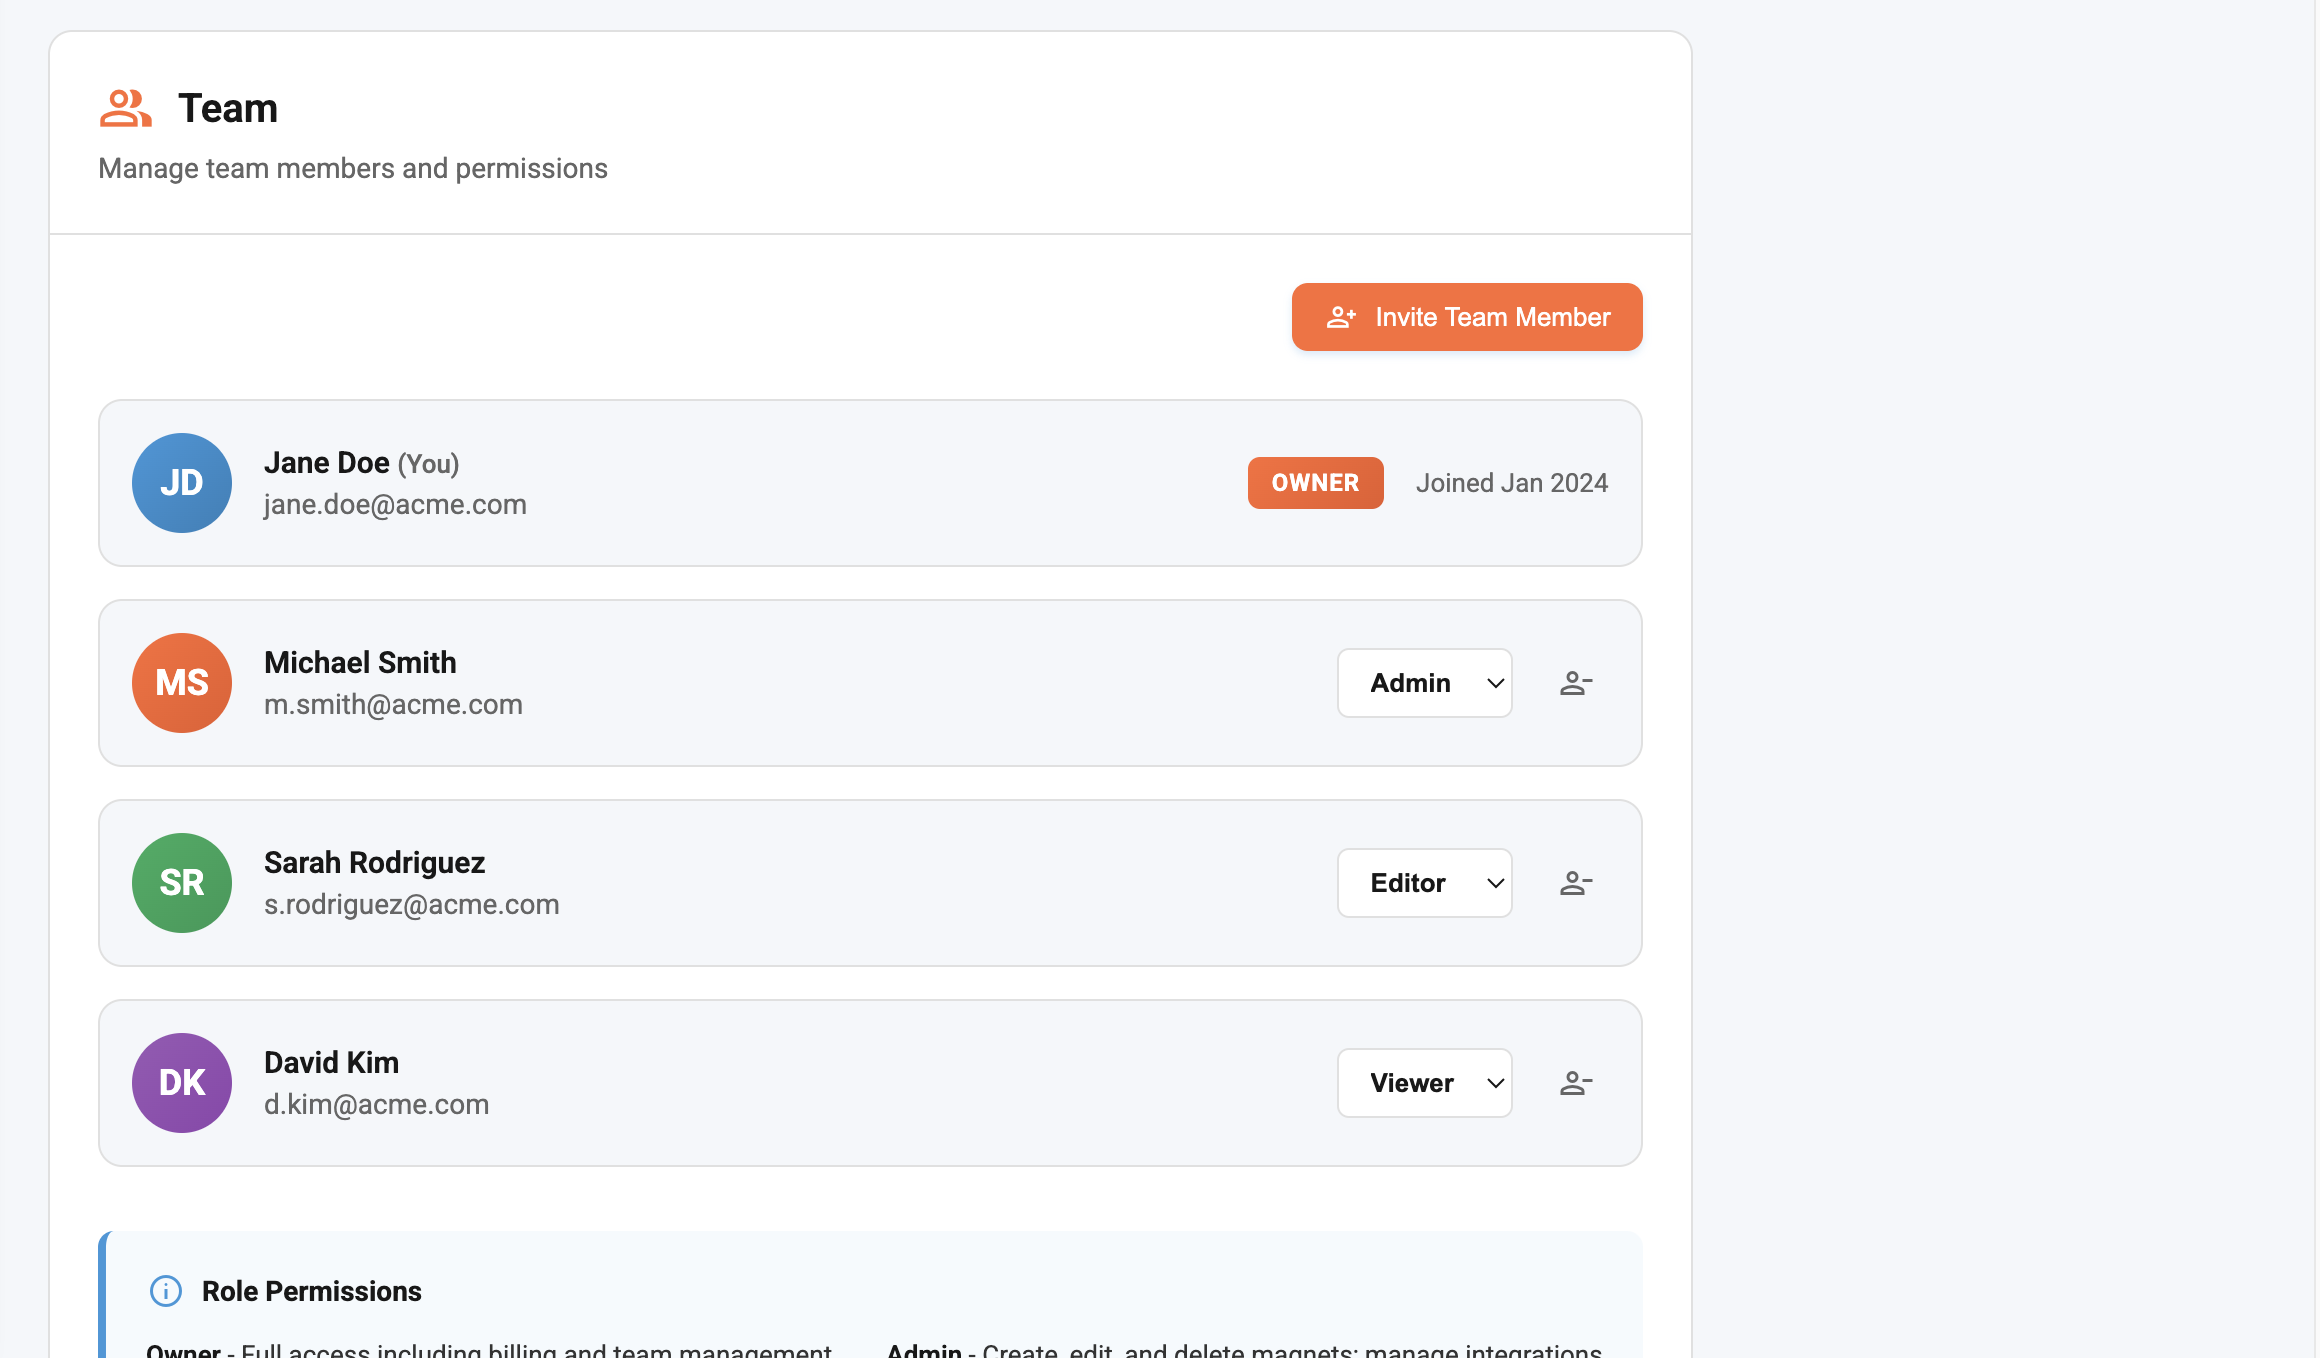 Team
Manage team members and permissions
Invite Team Member
JD
Jane Doe (You)
jane.doe@acme.com
OWNER
Joined Jan 2024
MS
Michael Smith
m.smith@acme.com
Admin
SR
Sarah Rodriguez
s.rodriguez@acme.com
Editor
DK
David Kim
d.kim@acme.com
Viewer
Role Permissions
Owner - Full access including billing and team management
Admin - Create, edit, and delete magnets; manage integrations